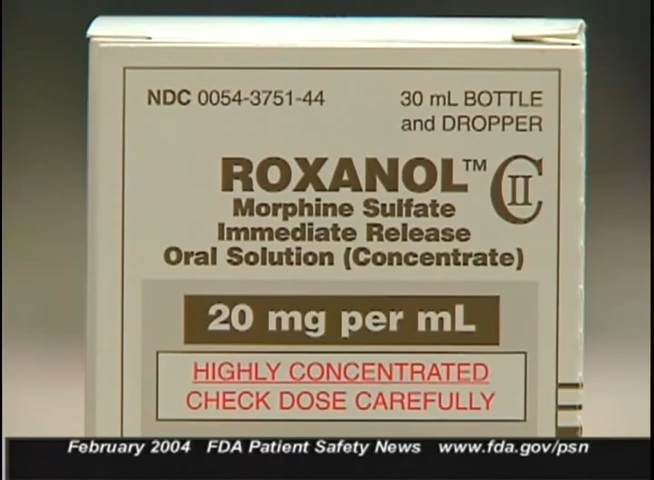 NDC 0054-3751-44
30 mL BOTTLE
and DROPPER
ROXANOL™ CII
Morphine Sulfate
Immediate Release
Oral Solution (Concentrate)
20 mg per mL
HIGHLY CONCENTRATED
CHECK DOSE CAREFULLY
February 2004 FDA Patient Safety News www.fda.gov/psn